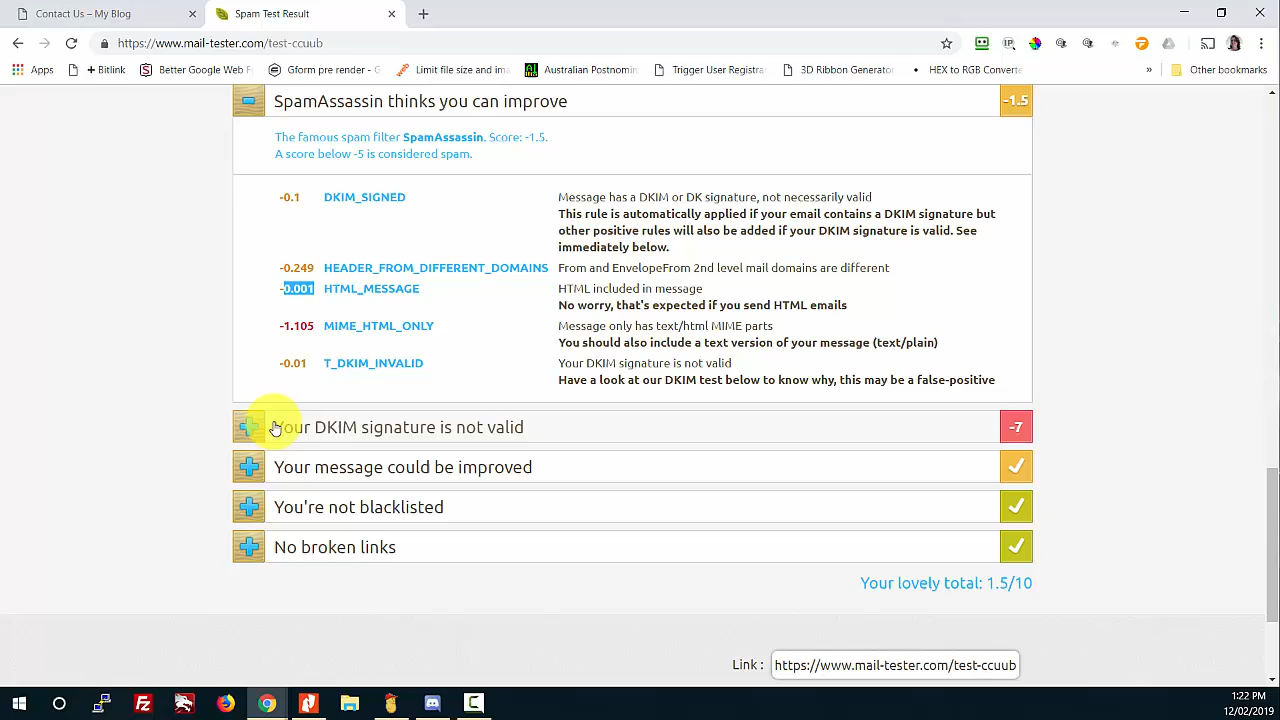 Contact Us – My Blog
Spam Test Result
https://www.mail-tester.com/test-ccuub
Apps
+ Bitlink
Better Google Web F
Gform pre render - G
Limit file size and ima
Australian Postnomin
Trigger User Registra
3D Ribbon Generator
HEX to RGB Converte
»
Other bookmarks
SpamAssassin thinks you can improve
-1.5
The famous spam filter SpamAssassin. Score: -1.5.
A score below -5 is considered spam.
-0.1 DKIM_SIGNED Message has a DKIM or DK signature, not necessarily valid
This rule is automatically applied if your email contains a DKIM signature but
other positive rules will also be added if your DKIM signature is valid. See
immediately below.
-0.249 HEADER_FROM_DIFFERENT_DOMAINS From and EnvelopeFrom 2nd level mail domains are different
-0.001 HTML_MESSAGE HTML included in message
No worry, that's expected if you send HTML emails
-1.105 MIME_HTML_ONLY Message only has text/html MIME parts
You should also include a text version of your message (text/plain)
-0.01 T_DKIM_INVALID Your DKIM signature is not valid
Have a look at our DKIM test below to know why, this may be a false-positive
Your DKIM signature is not valid
-7
Your message could be improved
You're not blacklisted
No broken links
Your lovely total: 1.5/10
Link :
https://www.mail-tester.com/test-ccuub
1:22 PM
12/02/2019